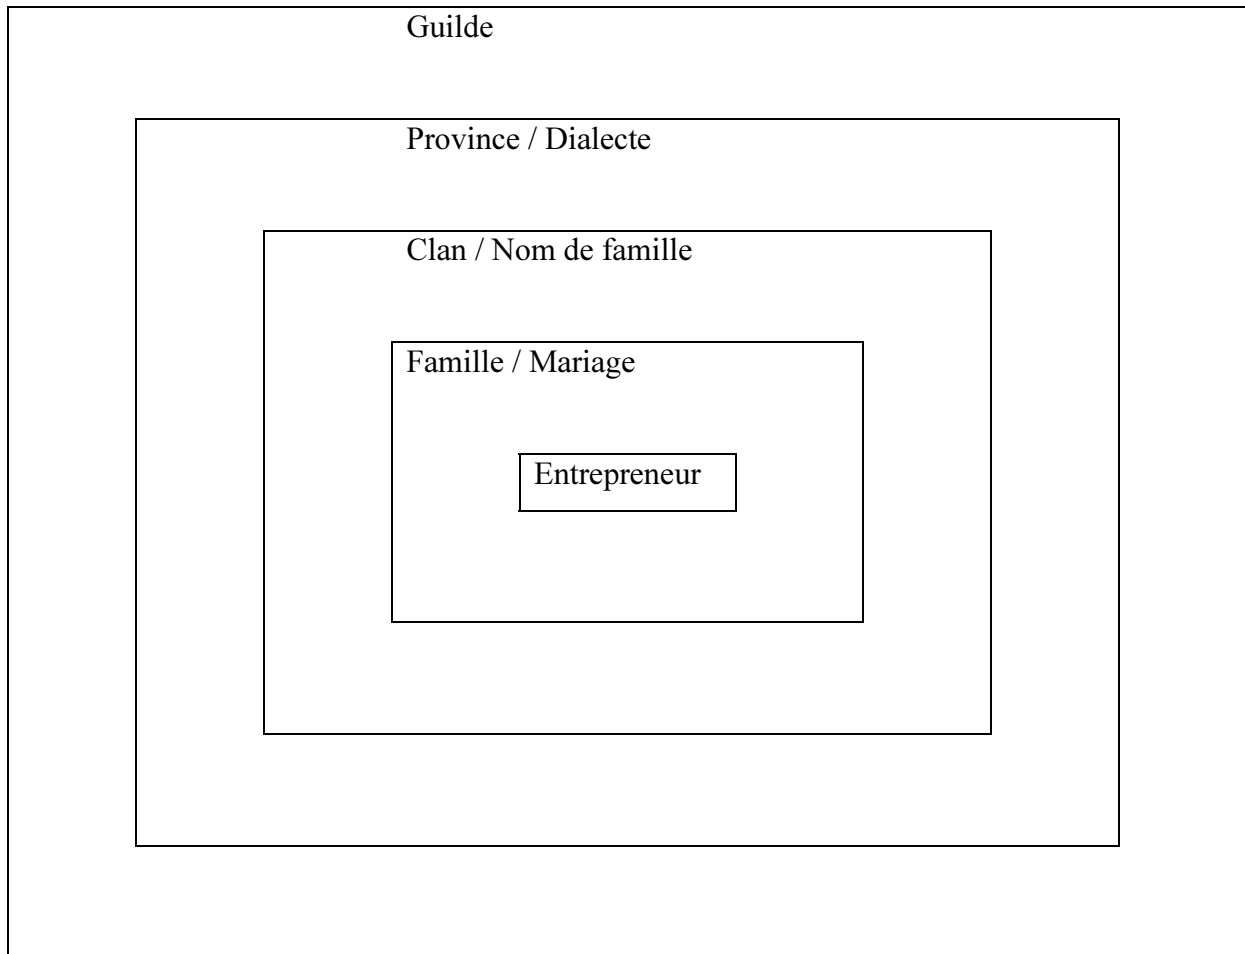 Guilde
Province / Dialecte
Clan / Nom de famille
Famille / Mariage
Entrepreneur